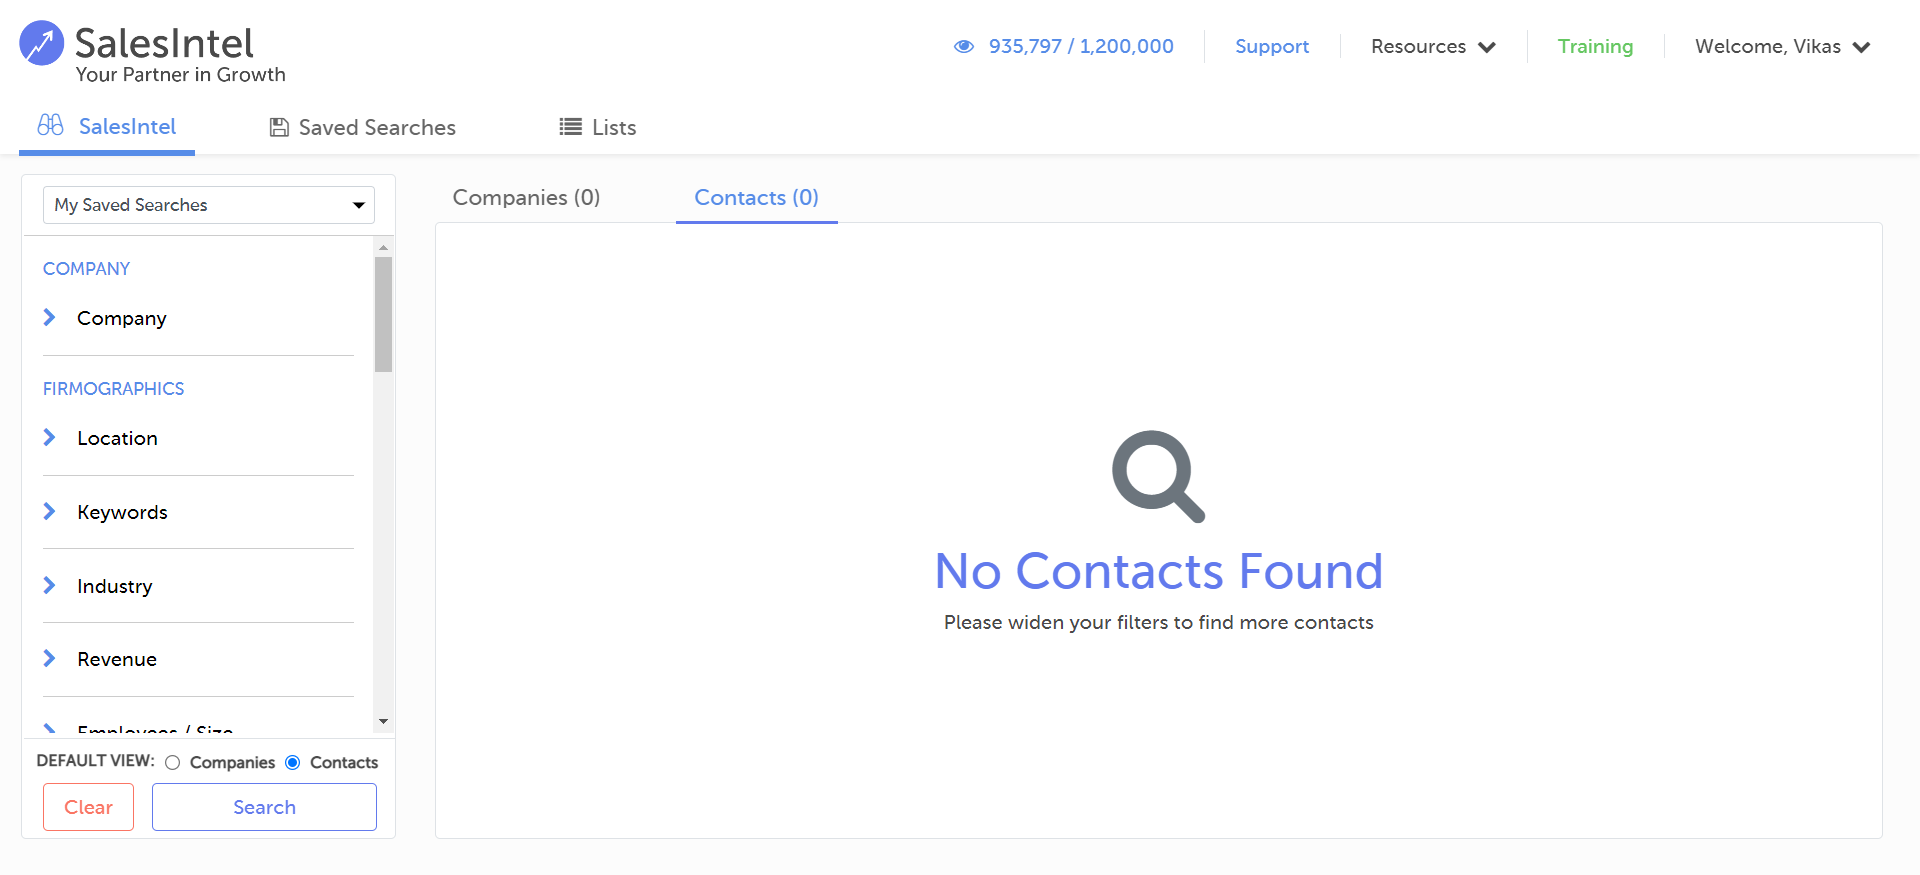 SalesIntel
Your Partner in Growth
935,797 / 1,200,000
Support
Resources
Training
Welcome, Vikas
SalesIntel
Saved Searches
Lists
My Saved Searches
COMPANY
Company
FIRMOGRAPHICS
Location
Keywords
Industry
Revenue
Employees / Size
DEFAULT VIEW: Companies Contacts
Clear
Search
Companies (0)
Contacts (0)
No Contacts Found
Please widen your filters to find more contacts